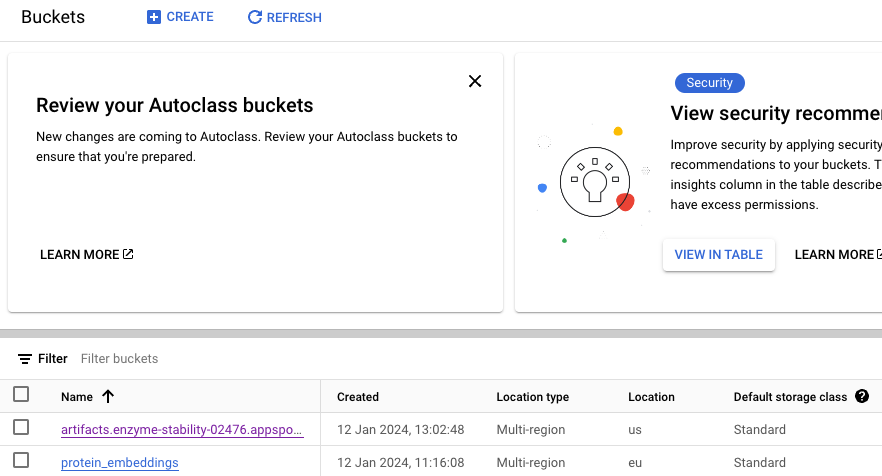 Buckets CREATE REFRESH
Review your Autoclass buckets
New changes are coming to Autoclass. Review your Autoclass buckets to
ensure that you're prepared.
LEARN MORE
Security
View security recomme
Improve security by applying security
recommendations to your buckets. T
insights column in the table describe
have excess permissions.
VIEW IN TABLE LEARN MORE
Filter Filter buckets
Name Created Location type Location Default storage class ?
artifacts.enzyme-stability-02476.appspo... 12 Jan 2024, 13:02:48 Multi-region us Standard
protein_embeddings 12 Jan 2024, 11:16:08 Multi-region eu Standard